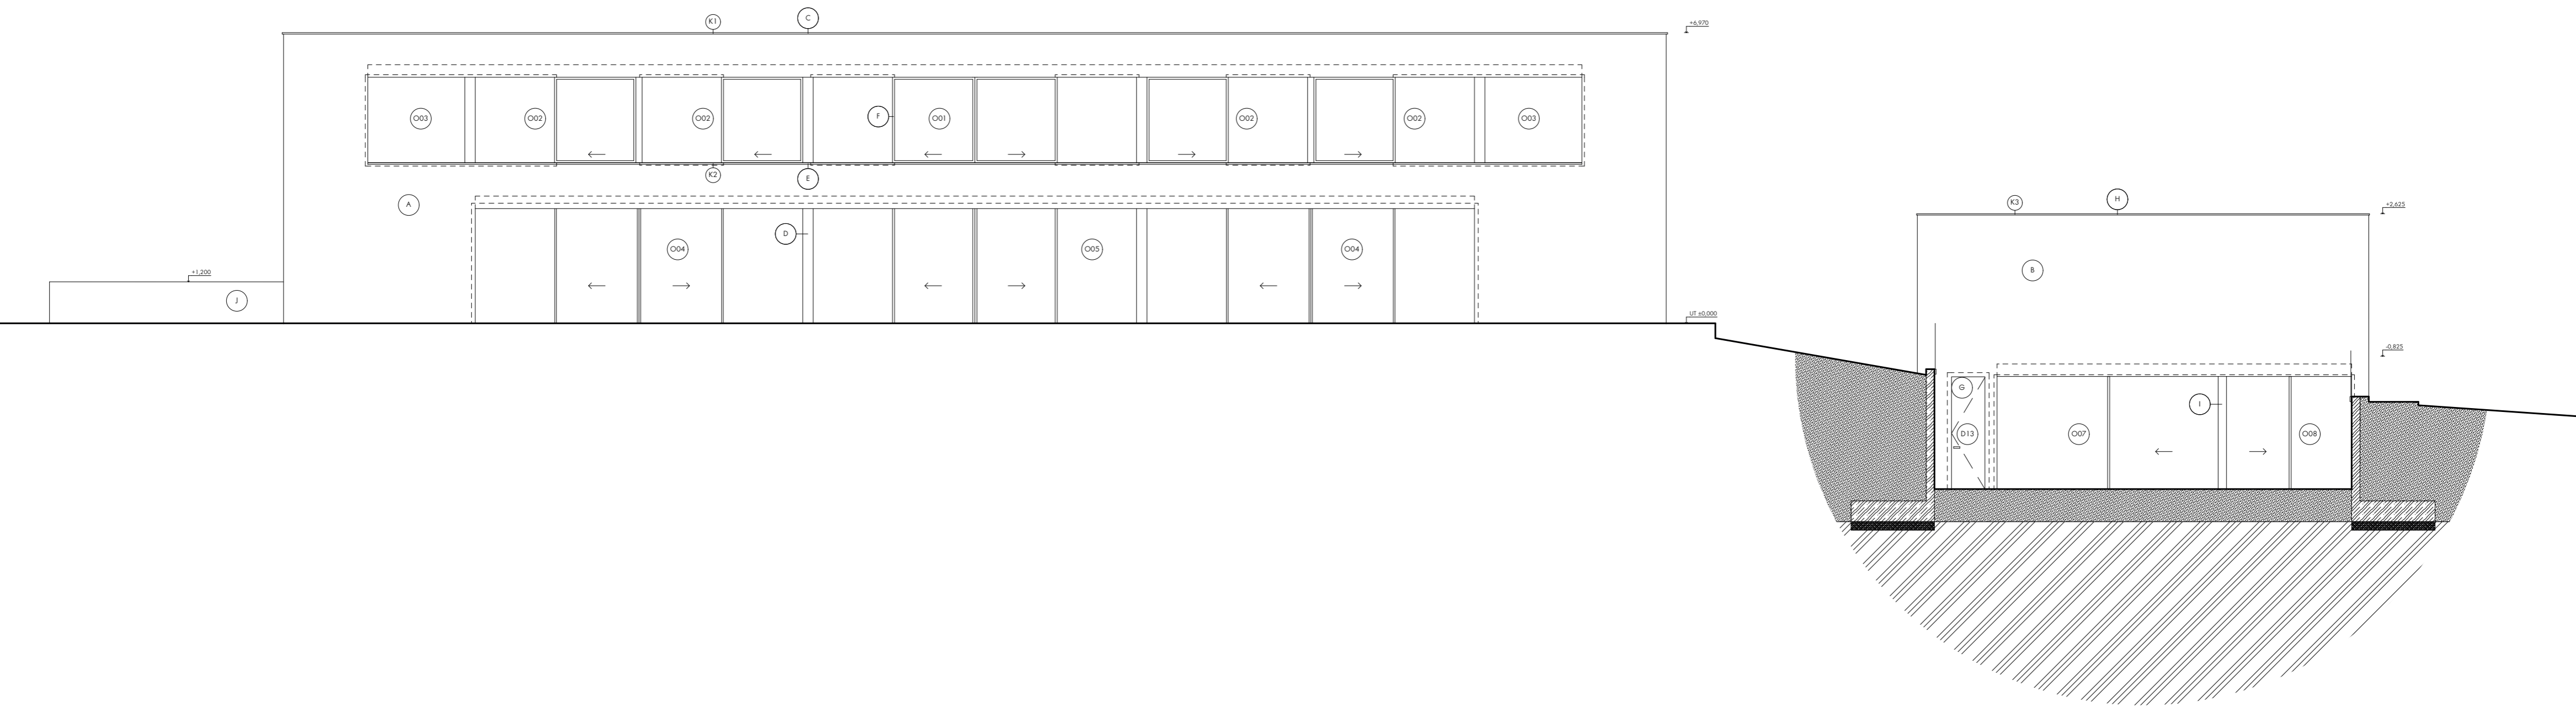 K1
C
+6,970
O03
O02
O02
F
O01
O02
O02
O03
K2
E
A
D
O04
O05
O04
+1,200
J
UT ±0,000
K3
H
+2,625
B
-0,825
G
I
D13
O07
O08